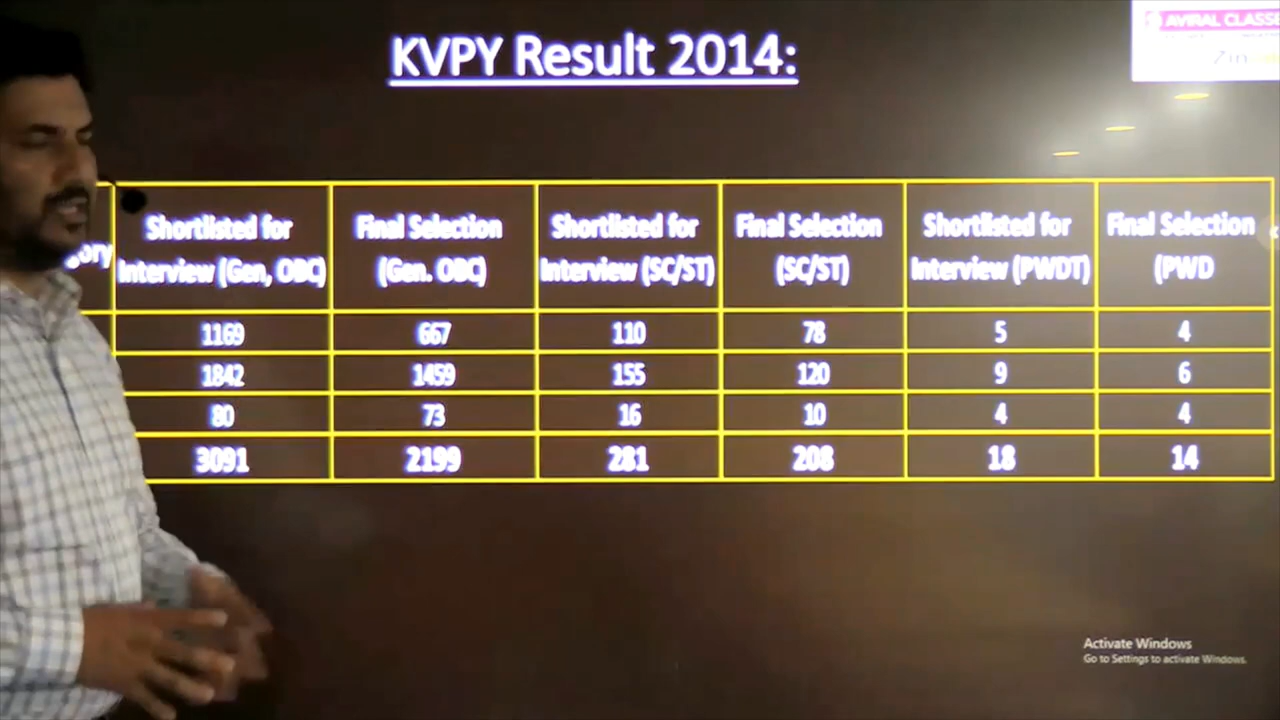 KVPY Result 2014:
AVIRAL CLASSE
Shortlisted for Interview (Gen, OBC) Final Selection (Gen. OBC) Shortlisted for Interview (SC/ST) Final Selection (SC/ST) Shortlisted for Interview (PWDT) Final Selection (PWD
1169 667 110 78 5 4
1842 1459 155 120 9 6
80 73 16 10 4 4
3091 2199 281 208 18 14
Activate Windows
Go to Settings to activate Windows.